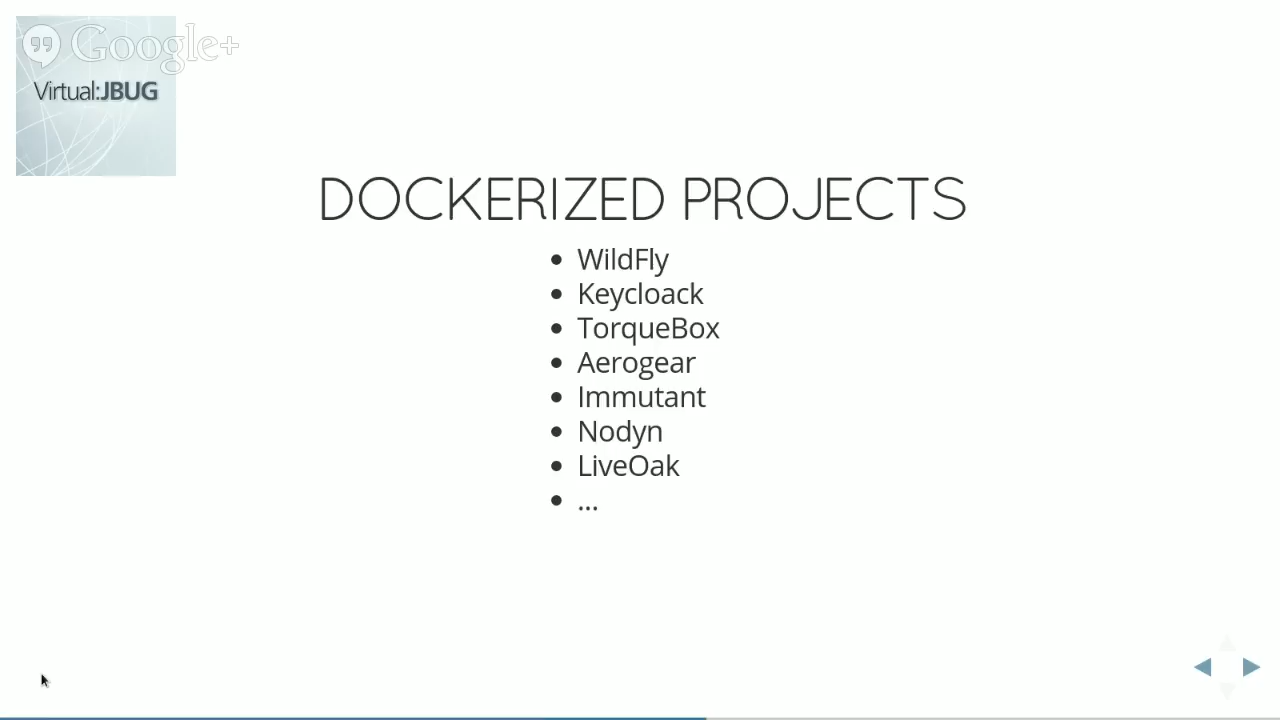 Google+
Virtual:JBUG
DOCKERIZED PROJECTS
• WildFly
• Keycloack
• TorqueBox
• Aerogear
• Immutant
• Nodyn
• LiveOak
• ...